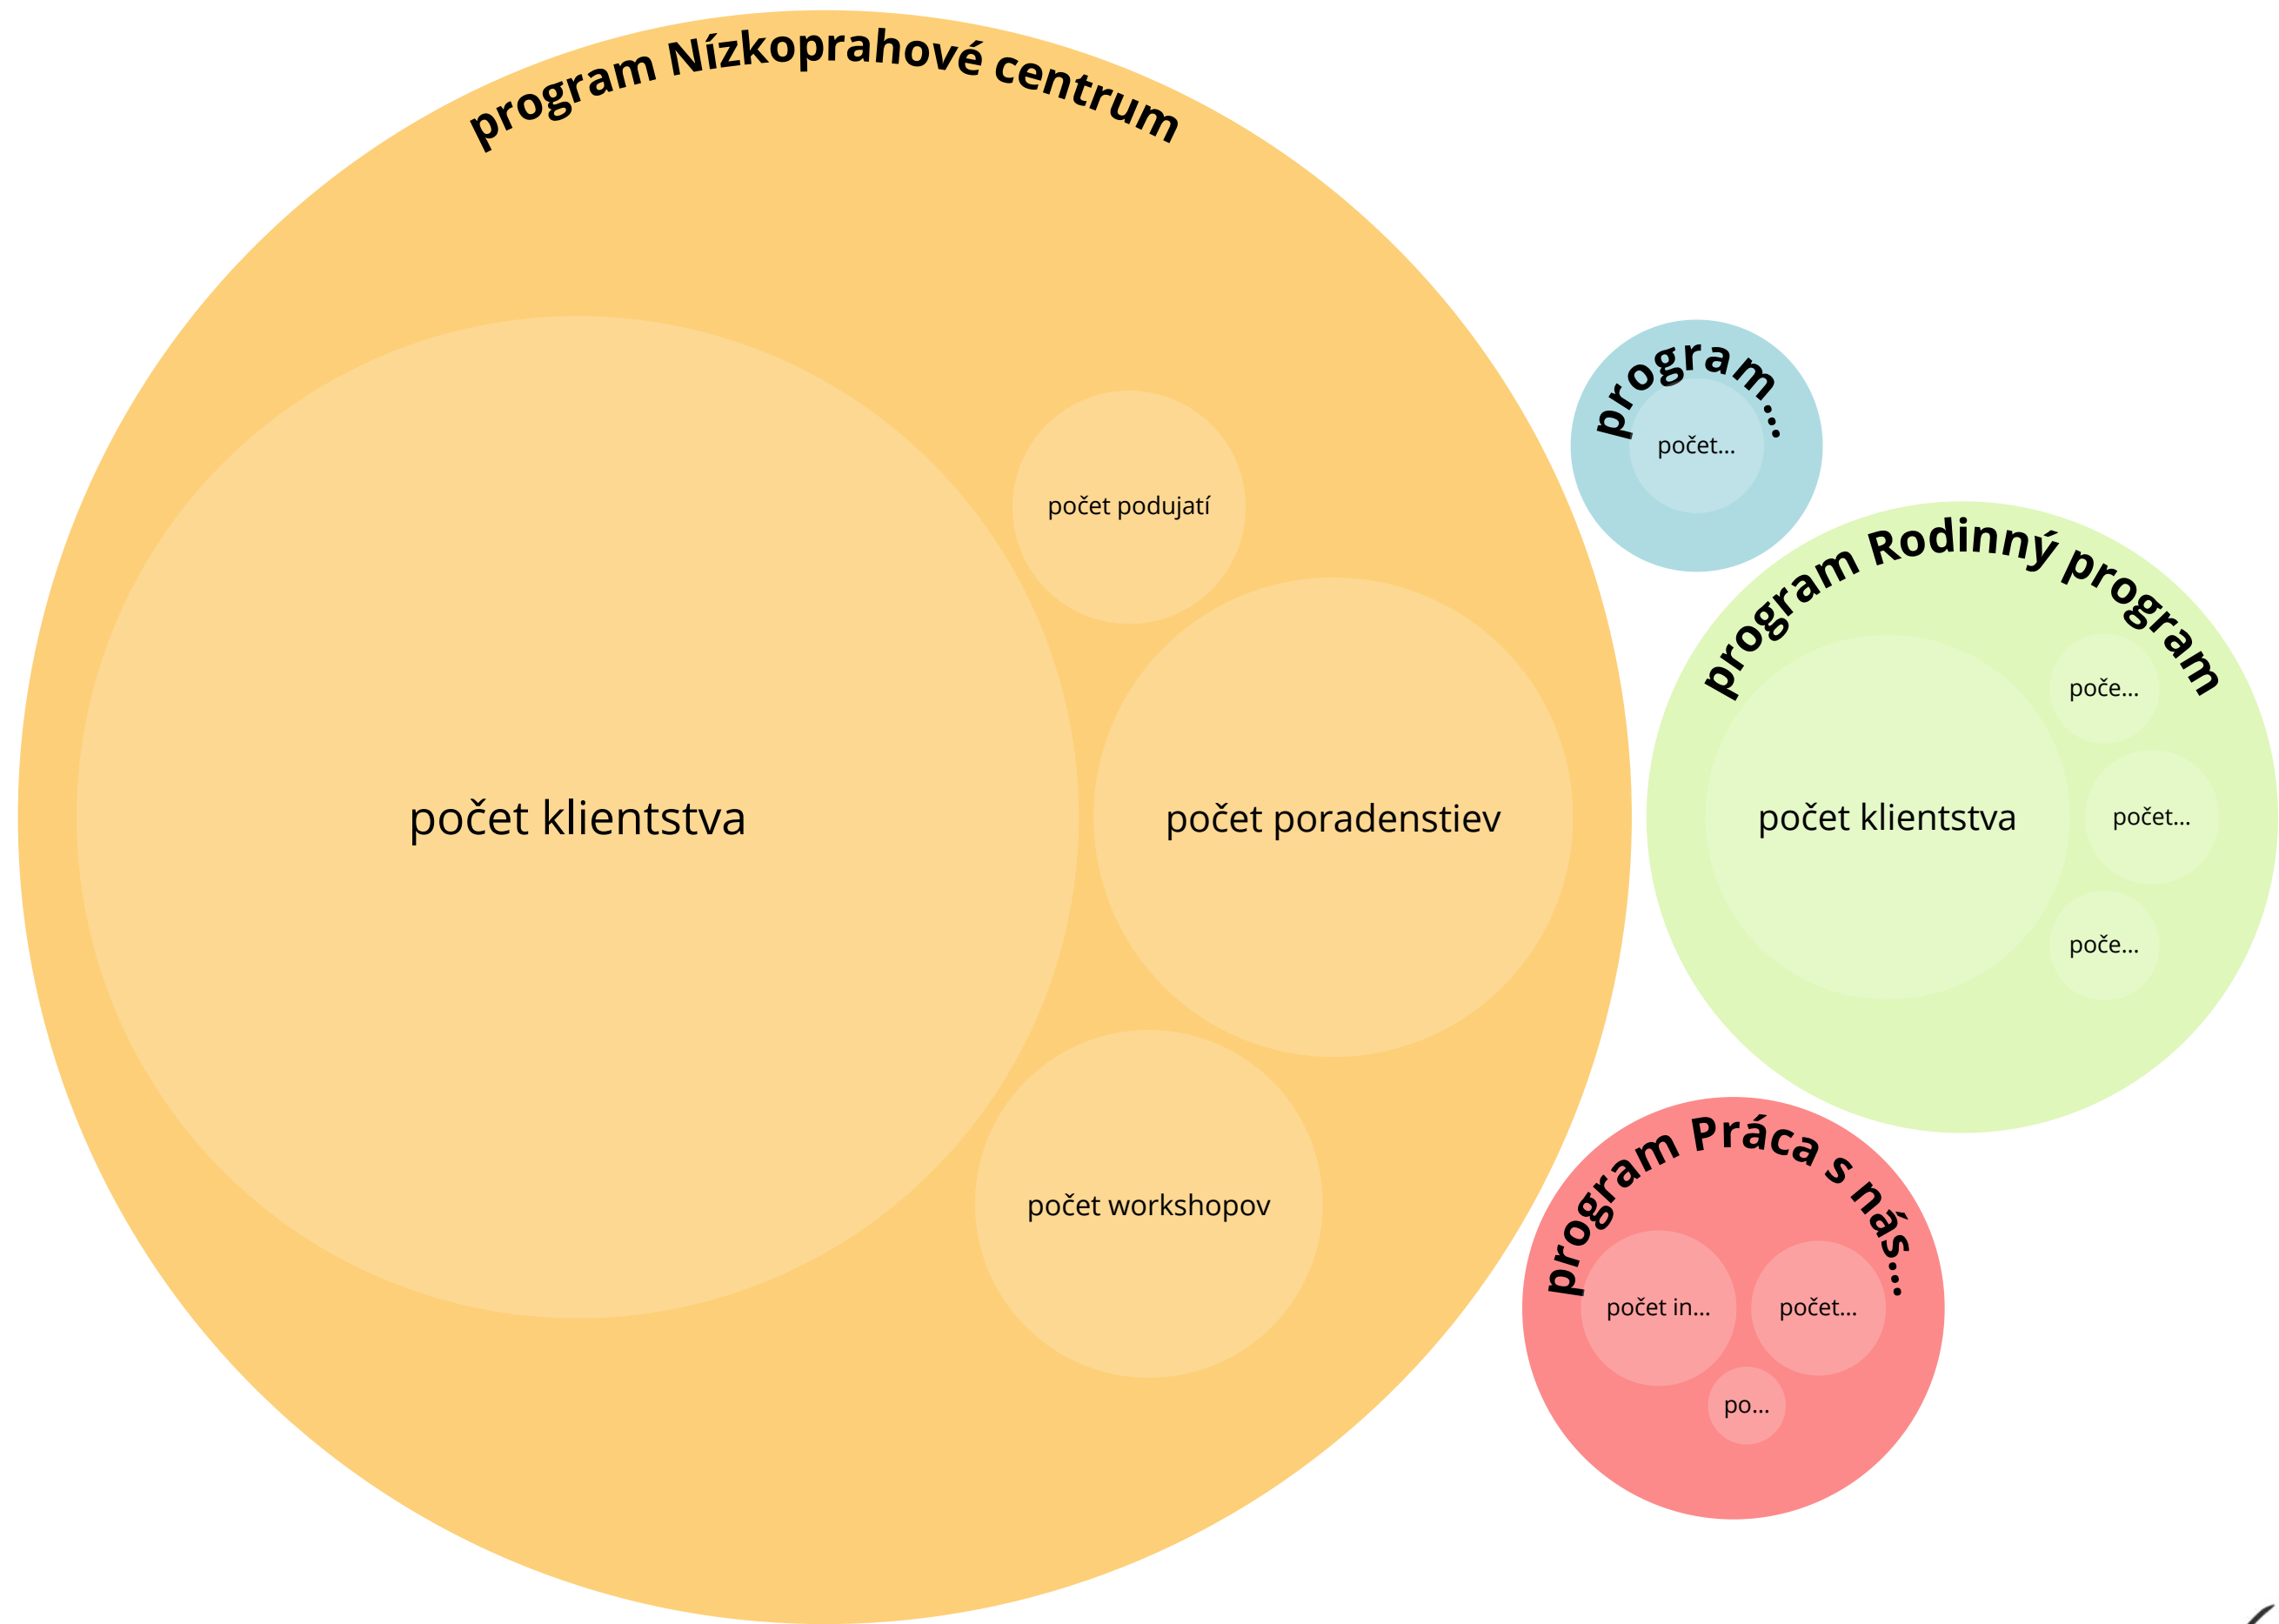 program Nízkoprahové centrum
počet klientstva
počet podujatí
počet poradenstiev
počet workshopov
program...
počet...
program Rodinný program
počet klientstva
poče...
počet...
poče...
program Práca s nás...
počet in...
počet...
po...